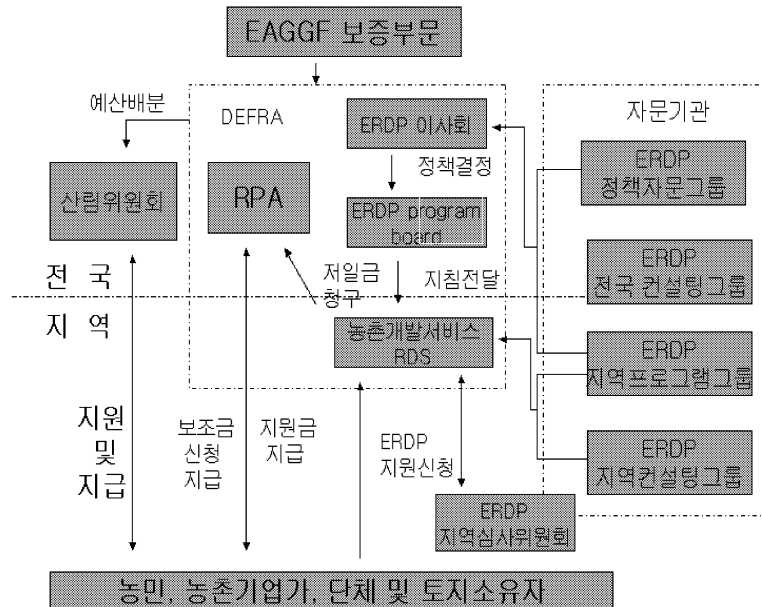 EAGGF 보증부문
예산배분
DEFRA
ERDP 이사회
자문기관
정책결정
ERDP
정책자문그룹
산림위원회
RPA
ERDP program
board
ERDP
전국 컨설팅그룹
전 국
저일금
청구
지침전달
지 역
농촌개발서비스
RDS
ERDP
지역프로그램그룹
지원
및
지급
보조금
신청
지급
지원금
지급
ERDP
지원신청
ERDP
지역컨설팅그룹
ERDP
지역심사위원회
농민, 농촌기업가, 단체 및 토지소유자